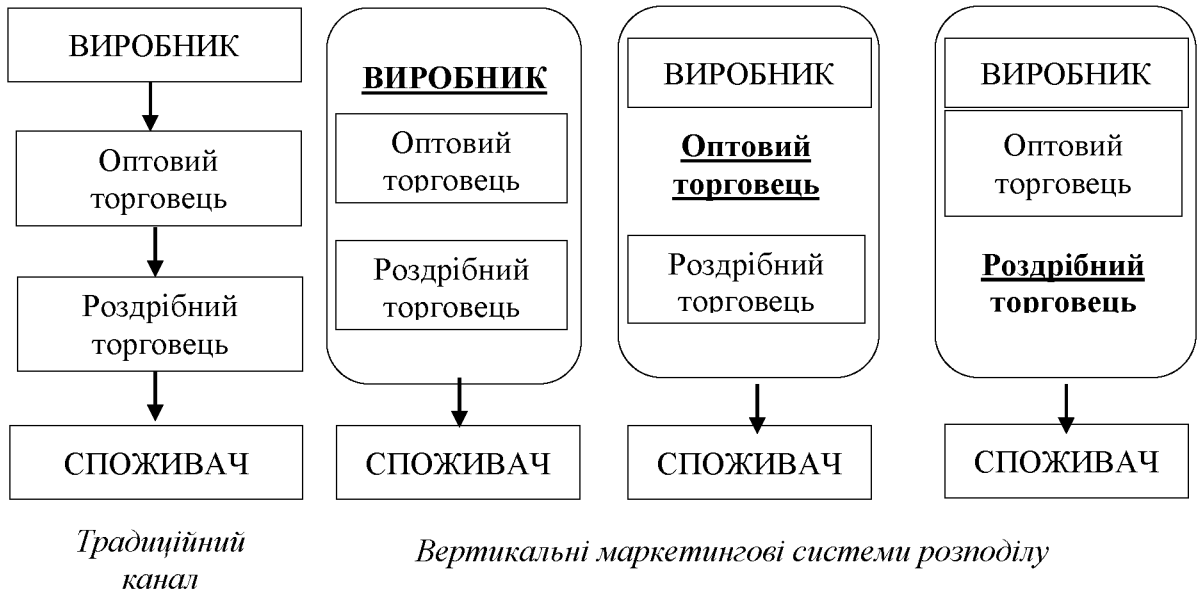 ВИРОБНИК
Оптовий
торговець
Роздрібний
торговець
СПОЖИВАЧ
Традиційний
канал
ВИРОБНИК
Оптовий
торговець
Роздрібний
торговець
СПОЖИВАЧ
ВИРОБНИК
Оптовий
торговець
Роздрібний
торговець
СПОЖИВАЧ
ВИРОБНИК
Оптовий
торговець
Роздрібний
торговець
СПОЖИВАЧ
Вертикальні маркетингові системи розподілу